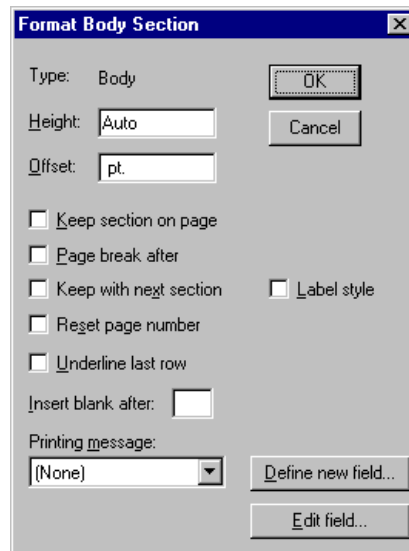 Format Body Section
Type: Body
OK
Height: Auto
Cancel
Offset: pt.
Keep section on page
Page break after
Keep with next section Label style
Reset page number
Underline last row
Insert blank after:
Printing message:
(None) Define new field...
Edit field...